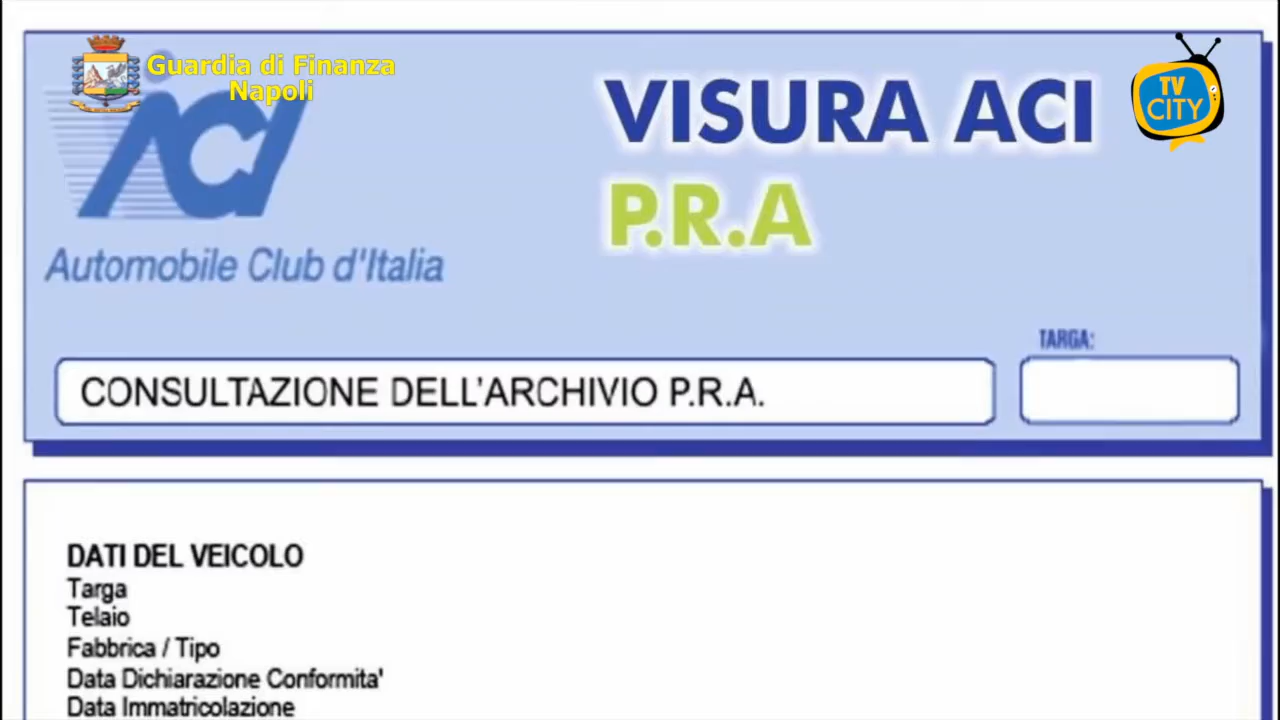 Guardia di Finanza
Napoli
ACI
Automobile Club d'Italia
VISURA ACI
P.R.A
TV
CITY
TARGA:
CONSULTAZIONE DELL'ARCHIVIO P.R.A.
DATI DEL VEICOLO
Targa
Telaio
Fabbrica / Tipo
Data Dichiarazione Conformita'
Data Immatricolazione